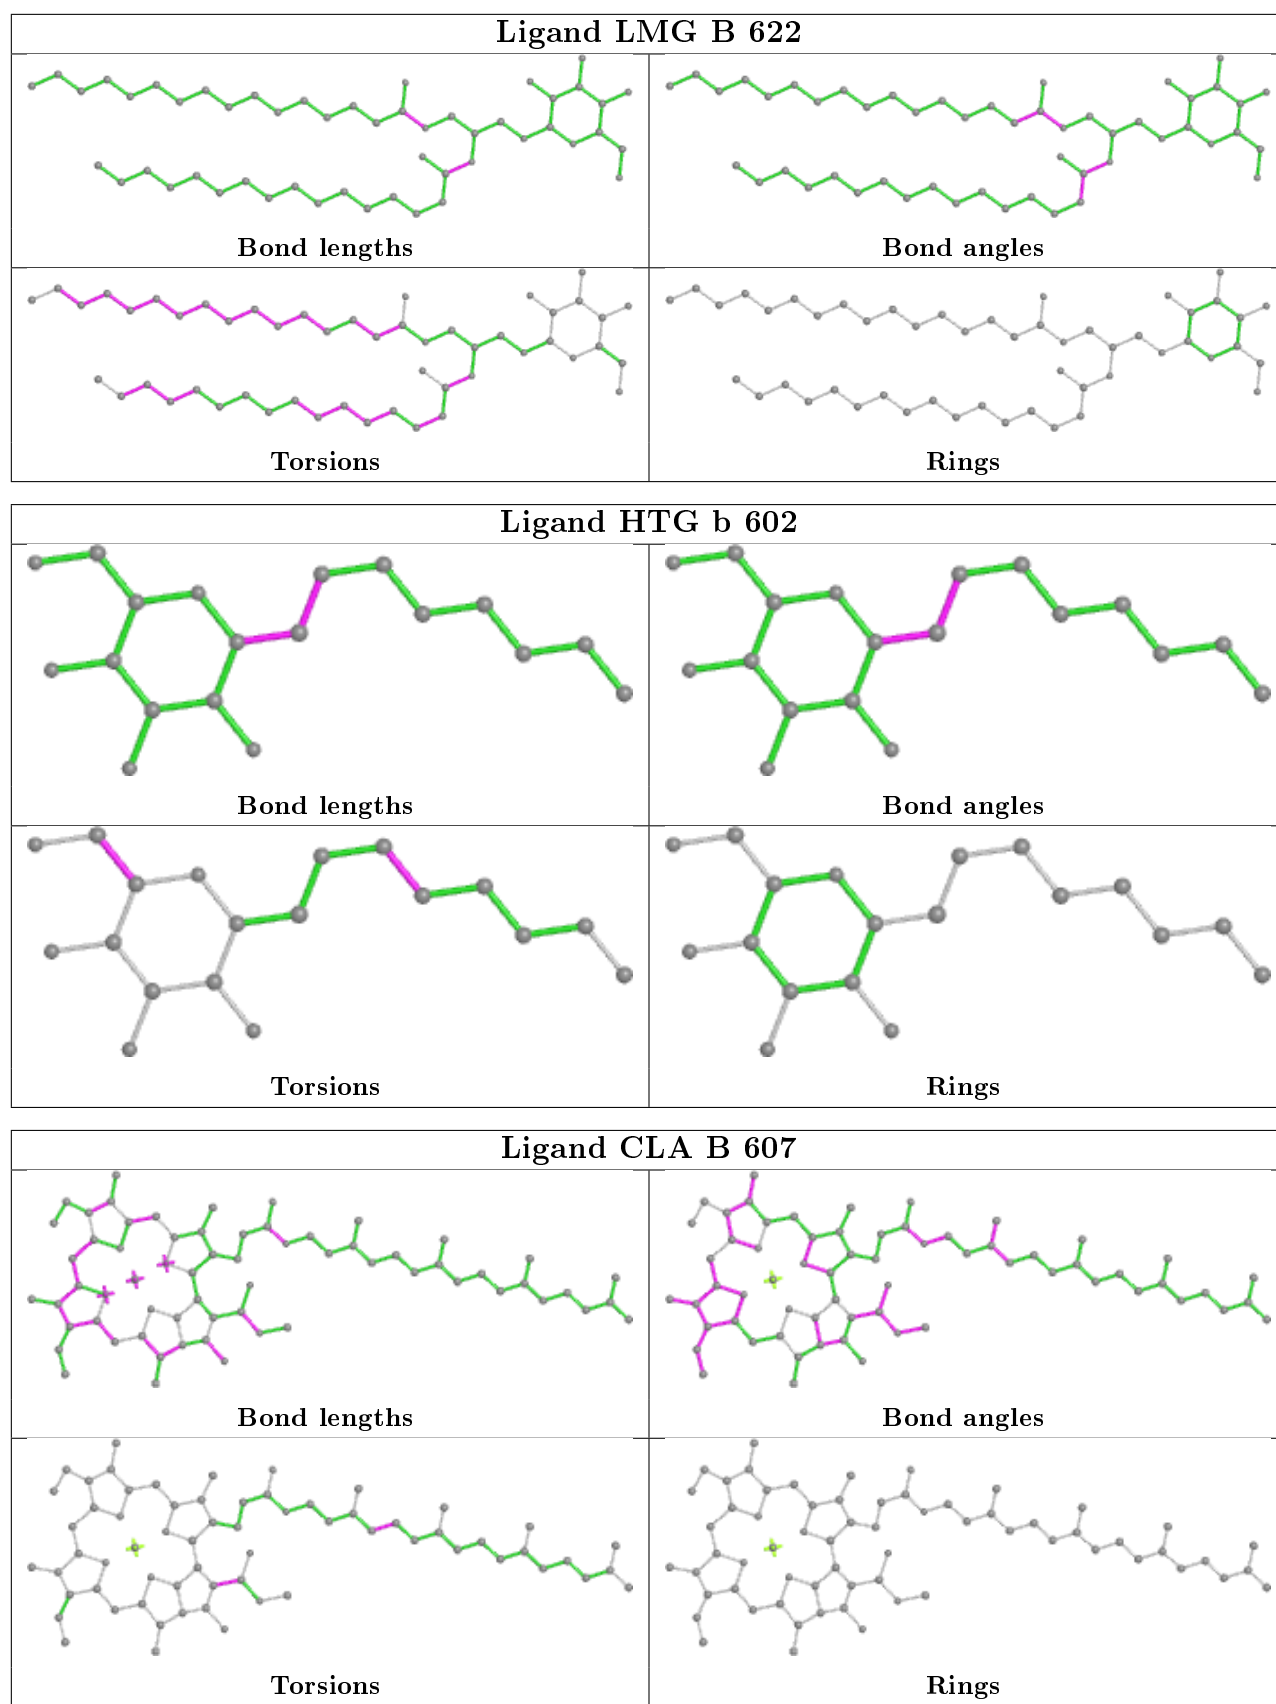 Ligand LMG B 622
Bond lengths
Bond angles
Torsions
Rings
Ligand HTG b 602
Bond lengths
Bond angles
Torsions
Rings
Ligand CLA B 607
Bond lengths
Bond angles
Torsions
Rings